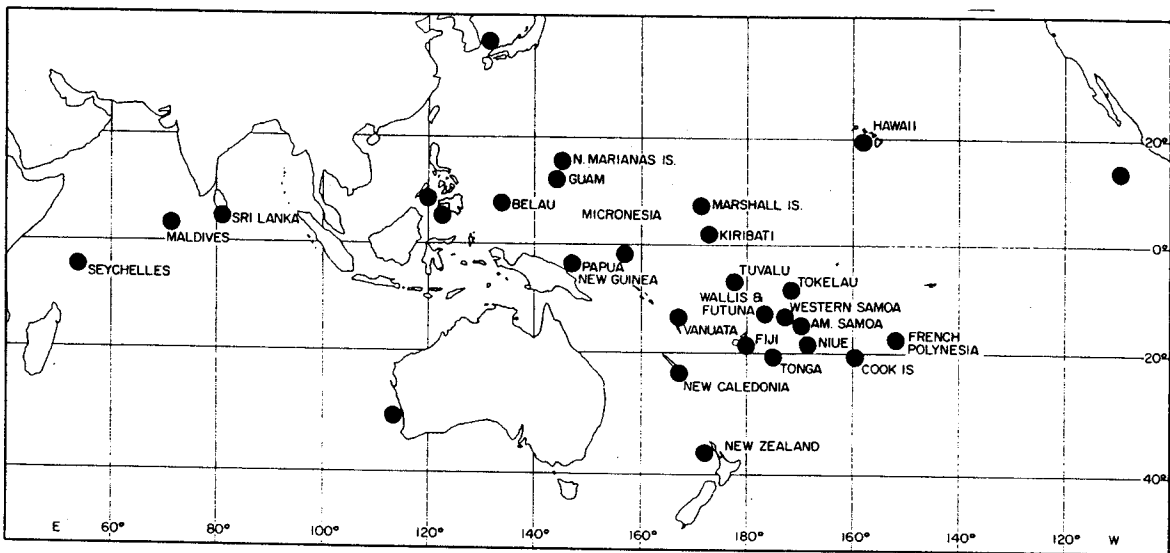 HAWAII
20°
N. MARIANAS IS.
GUAM
BELAU
MICRONESIA
MARSHALL IS.
SRI LANKA
MALDIVES
KIRIBATI
0°
SEYCHELLES
PAPUA
NEW GUINEA
TUVALU
TOKELAU
WALLIS &
FUTUNA
WESTERN SAMOA
AM. SAMOA
VANUATA
FIJI
NIUE
FRENCH
POLYNESIA
20°
TONGA
COOK IS
NEW CALEDONIA
NEW ZEALAND
40°
E 60° 80° 100° 120° 140° 160° 180° 160° 140° 120° W